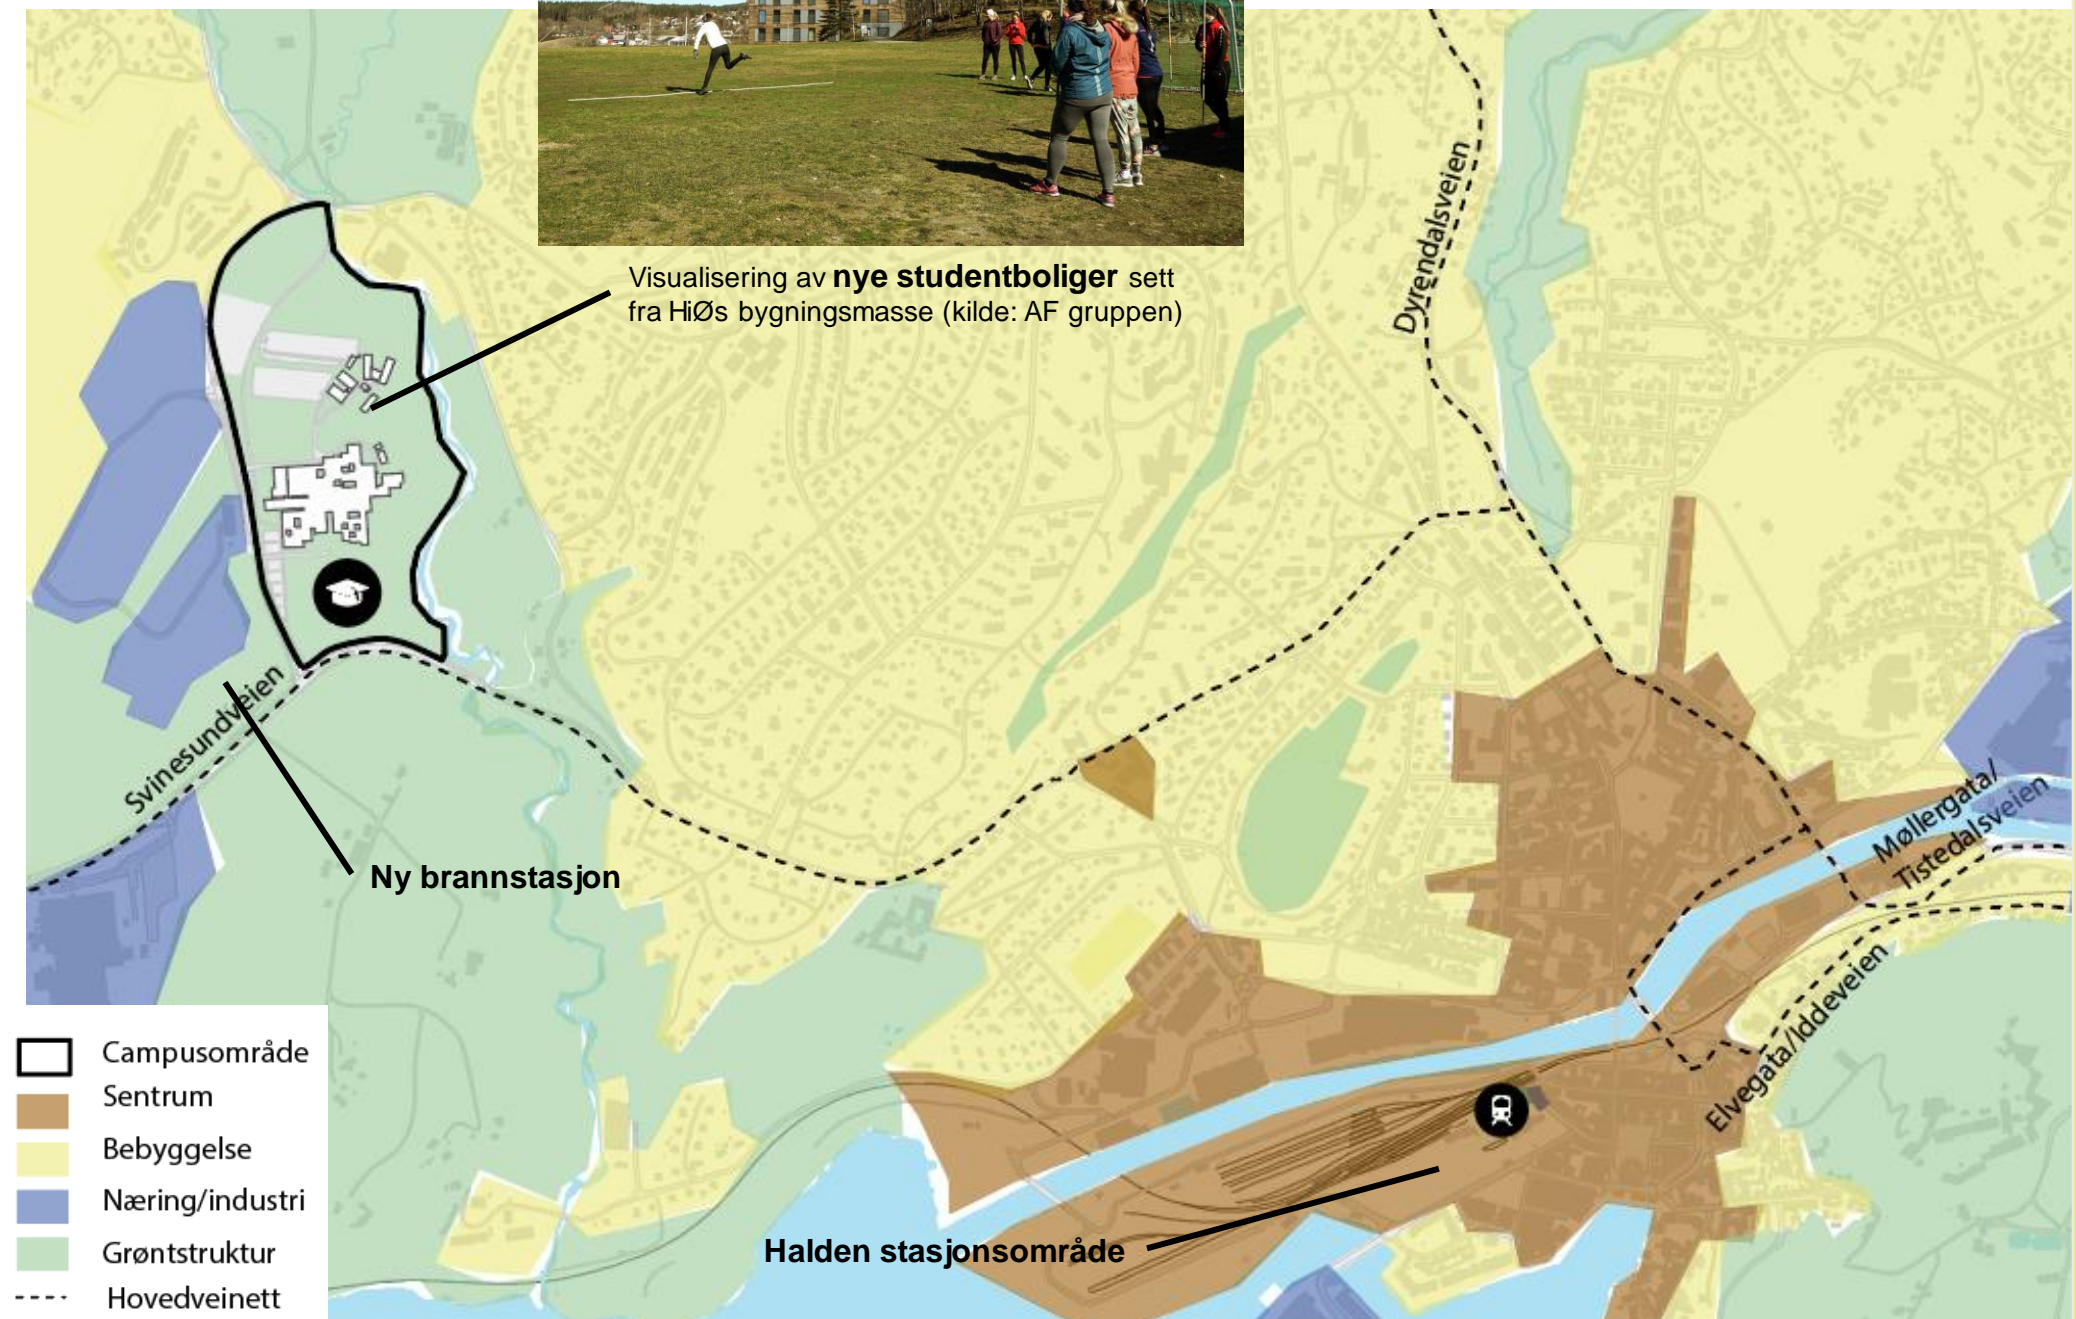 Visualisering av nye studentboliger sett
fra HiØs bygningsmasse (kilde: AF gruppen)
Dyrendalsveien
Svinesundveien
Ny brannstasjon
Møllergata/
Tistedalsveien
Elvegata/Iddeveien
Halden stasjonsområde
Campusområde
Sentrum
Bebyggelse
Næring/industri
Grøntstruktur
Hovedveinett